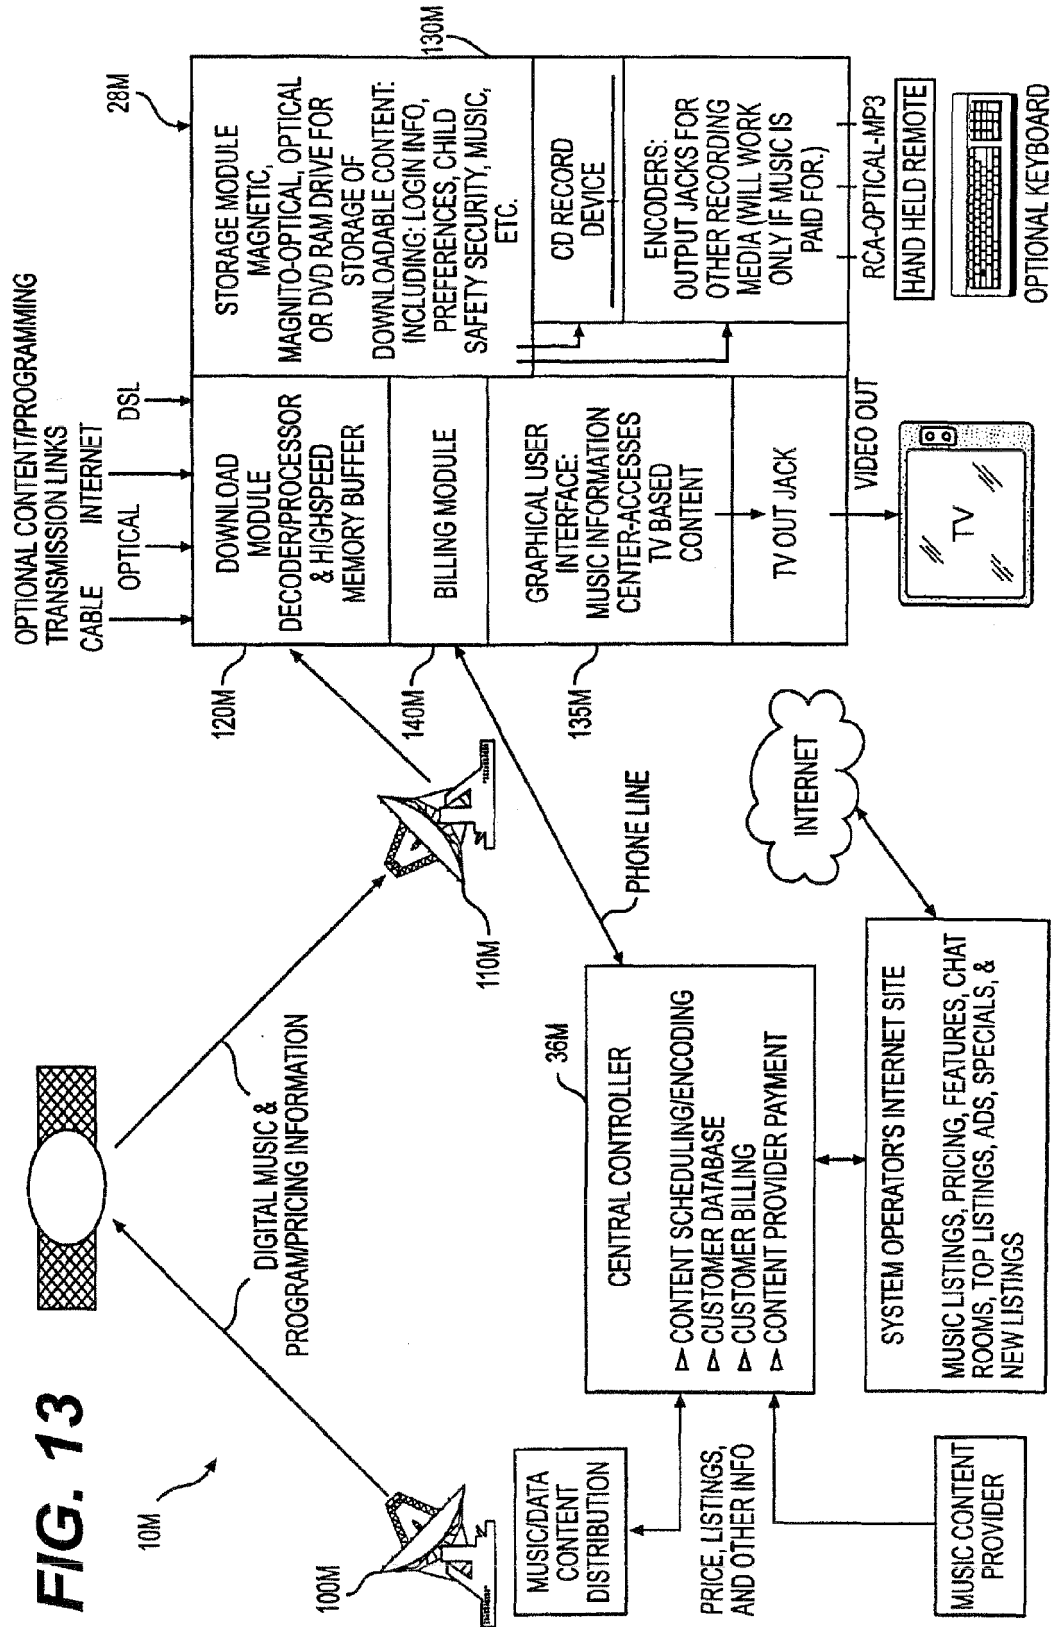 FIG. 13
10M
100M
DIGITAL MUSIC &
PROGRAM/PRICING INFORMATION
110M
OPTIONAL CONTENT/PROGRAMMING
TRANSMISSION LINKS
CABLE
OPTICAL
INTERNET
DSL
28M
120M
DOWNLOAD
MODULE
DECODER/PROCESSOR
& HIGHSPEED
MEMORY BUFFER
140M
BILLING MODULE
135M
GRAPHICAL USER
INTERFACE:
MUSIC INFORMATION
CENTER-ACCESSES
TV BASED
CONTENT
TV OUT JACK
VIDEO OUT
TV
130M
STORAGE MODULE
MAGNETIC,
MAGNITO-OPTICAL, OPTICAL
OR DVD RAM DRIVE FOR
STORAGE OF
DOWNLOADABLE CONTENT:
INCLUDING: LOGIN INFO,
PREFERENCES, CHILD
SAFETY SECURITY, MUSIC,
ETC.
CD RECORD
DEVICE
ENCODERS:
OUTPUT JACKS FOR
OTHER RECORDING
MEDIA (WILL WORK
ONLY IF MUSIC IS
PAID FOR.)
RCA-OPTICAL-MP3
HAND HELD REMOTE
OPTIONAL KEYBOARD
MUSIC/DATA
CONTENT
DISTRIBUTION
PRICE, LISTINGS,
AND OTHER INFO
MUSIC CONTENT
PROVIDER
36M
CENTRAL CONTROLLER
▷ CONTENT SCHEDULING/ENCODING
▷ CUSTOMER DATABASE
▷ CUSTOMER BILLING
▷ CONTENT PROVIDER PAYMENT
PHONE LINE
SYSTEM OPERATOR'S INTERNET SITE
MUSIC LISTINGS, PRICING, FEATURES, CHAT
ROOMS, TOP LISTINGS, ADS, SPECIALS, &
NEW LISTINGS
INTERNET